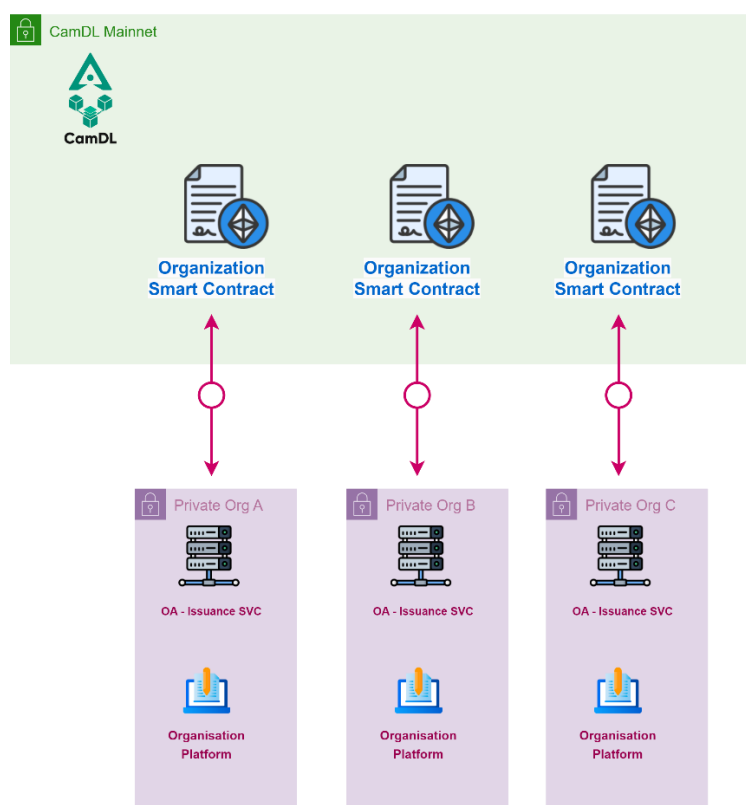 CamDL Mainnet
CamDL
Organization
Smart Contract
Organization
Smart Contract
Organization
Smart Contract
Private Org A
Private Org B
Private Org C
OA - Issuance SVC
OA - Issuance SVC
OA - Issuance SVC
Organisation
Platform
Organisation
Platform
Organisation
Platform